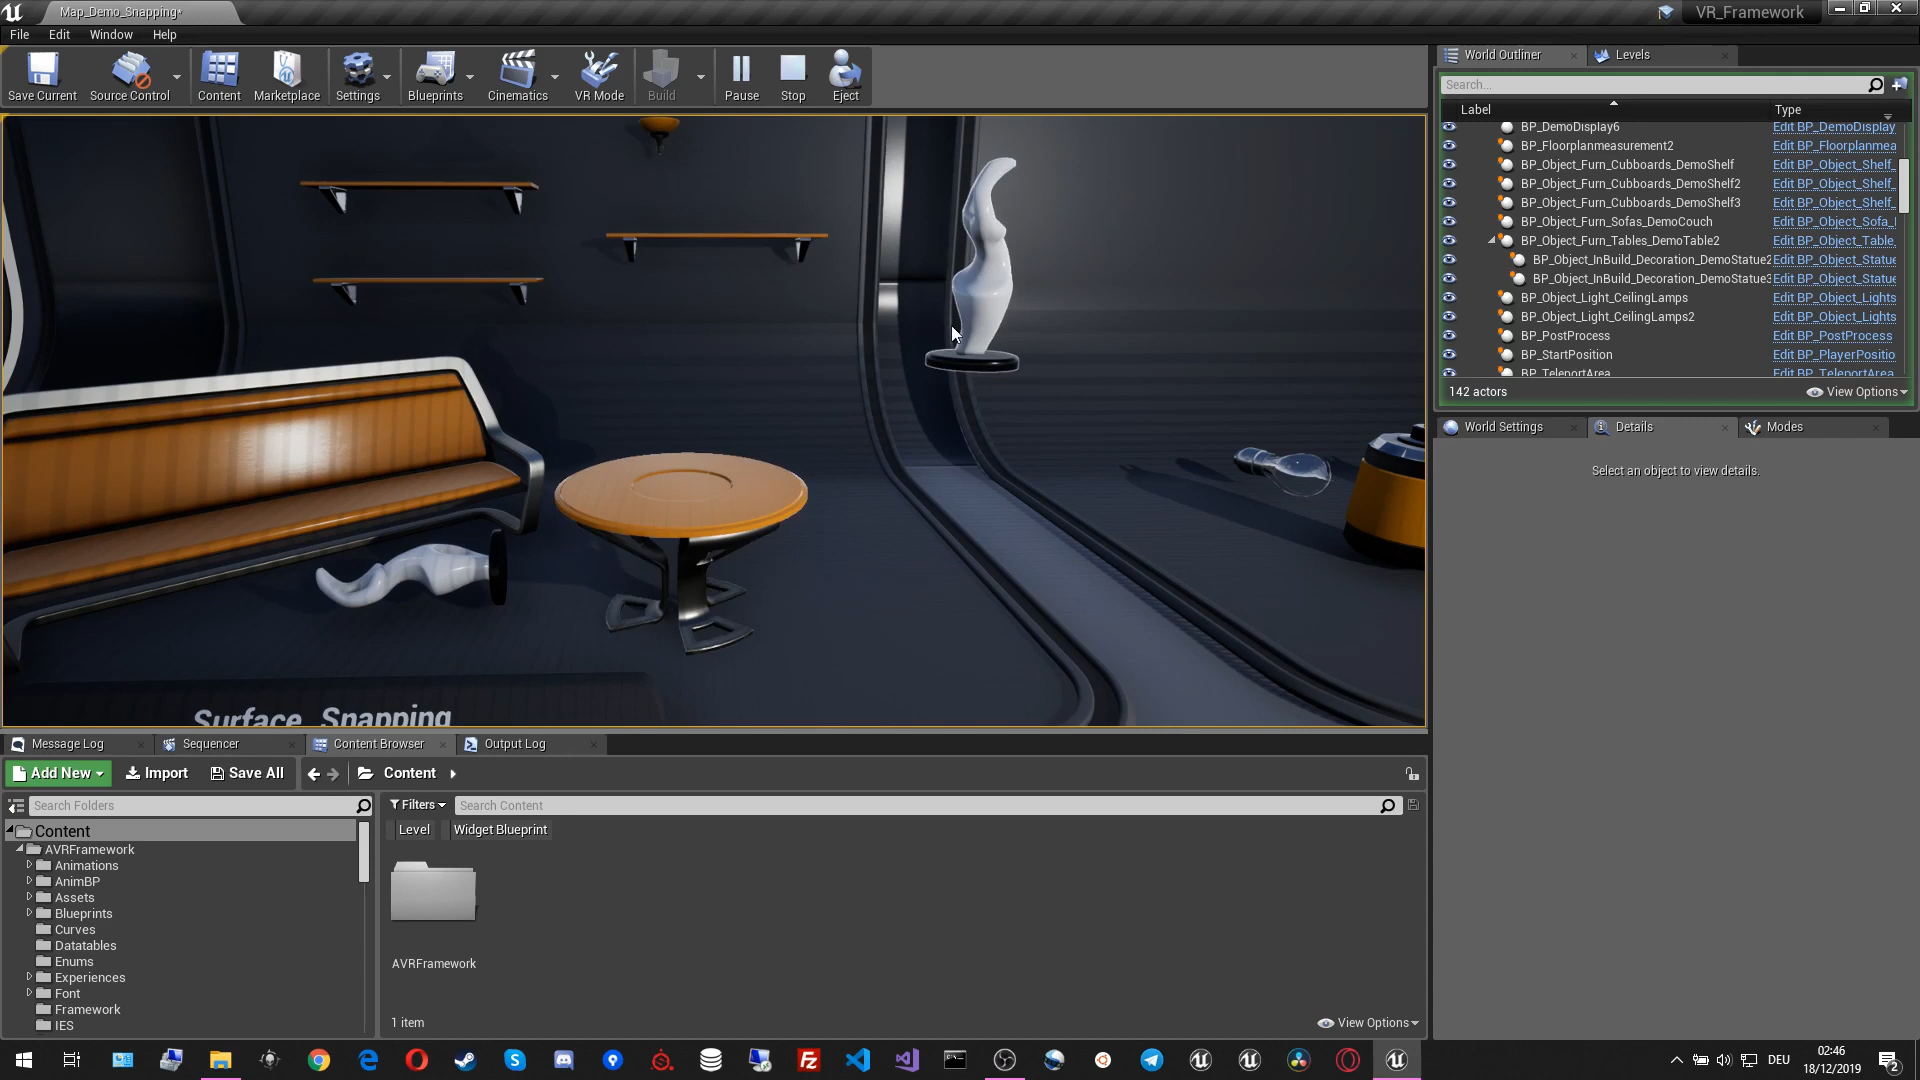 Map_Demo_Snapping*
VR_Framework
File Edit Window Help
Save Current
Source Control
Content
Marketplace
Settings
Blueprints
Cinematics
VR Mode
Build
Pause
Stop
Eject
World Outliner
Levels
Search...
Label Type
BP_DemoDisplay6 Edit BP_DemoDisplay
BP_Floorplanmeasurement2 Edit BP_Floorplanmea
BP_Object_Furn_Cubboards_DemoShelf Edit BP_Object_Shelf_
BP_Object_Furn_Cubboards_DemoShelf2 Edit BP_Object_Shelf_
BP_Object_Furn_Cubboards_DemoShelf3 Edit BP_Object_Shelf_
BP_Object_Furn_Sofas_DemoCouch Edit BP_Object_Sofa_
BP_Object_Furn_Tables_DemoTable2 Edit BP_Object_Table_
BP_Object_InBuild_Decoration_DemoStatue2 Edit BP_Object_Statue
BP_Object_InBuild_Decoration_DemoStatue3 Edit BP_Object_Statue
BP_Object_Light_CeilingLamps Edit BP_Object_Lights
BP_Object_Light_CeilingLamps2 Edit BP_Object_Lights
BP_PostProcess Edit BP_PostProcess
BP_StartPosition Edit BP_PlayerPositio
BP_TeleportArea Edit BP_TeleportArea
142 actors
View Options
World Settings
Details
Modes
Select an object to view details.
Surface Snapping
Message Log
Sequencer
Content Browser
Output Log
Add New
Import
Save All
Content
Search Folders
Filters
Search Content
Level
Widget Blueprint
Content
AVRFramework
Animations
AnimBP
Assets
Blueprints
Curves
Datatables
Enums
Experiences
Font
Framework
IES
AVRFramework
1 item
View Options
DEU
02:46
18/12/2019
2